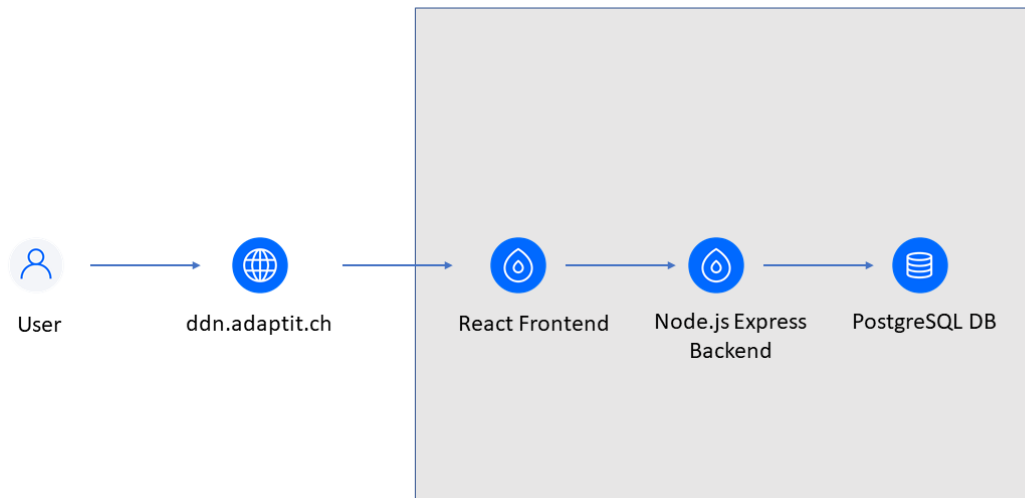 User
ddn.adaptit.ch
React Frontend
Node.js Express
Backend
PostgreSQL DB